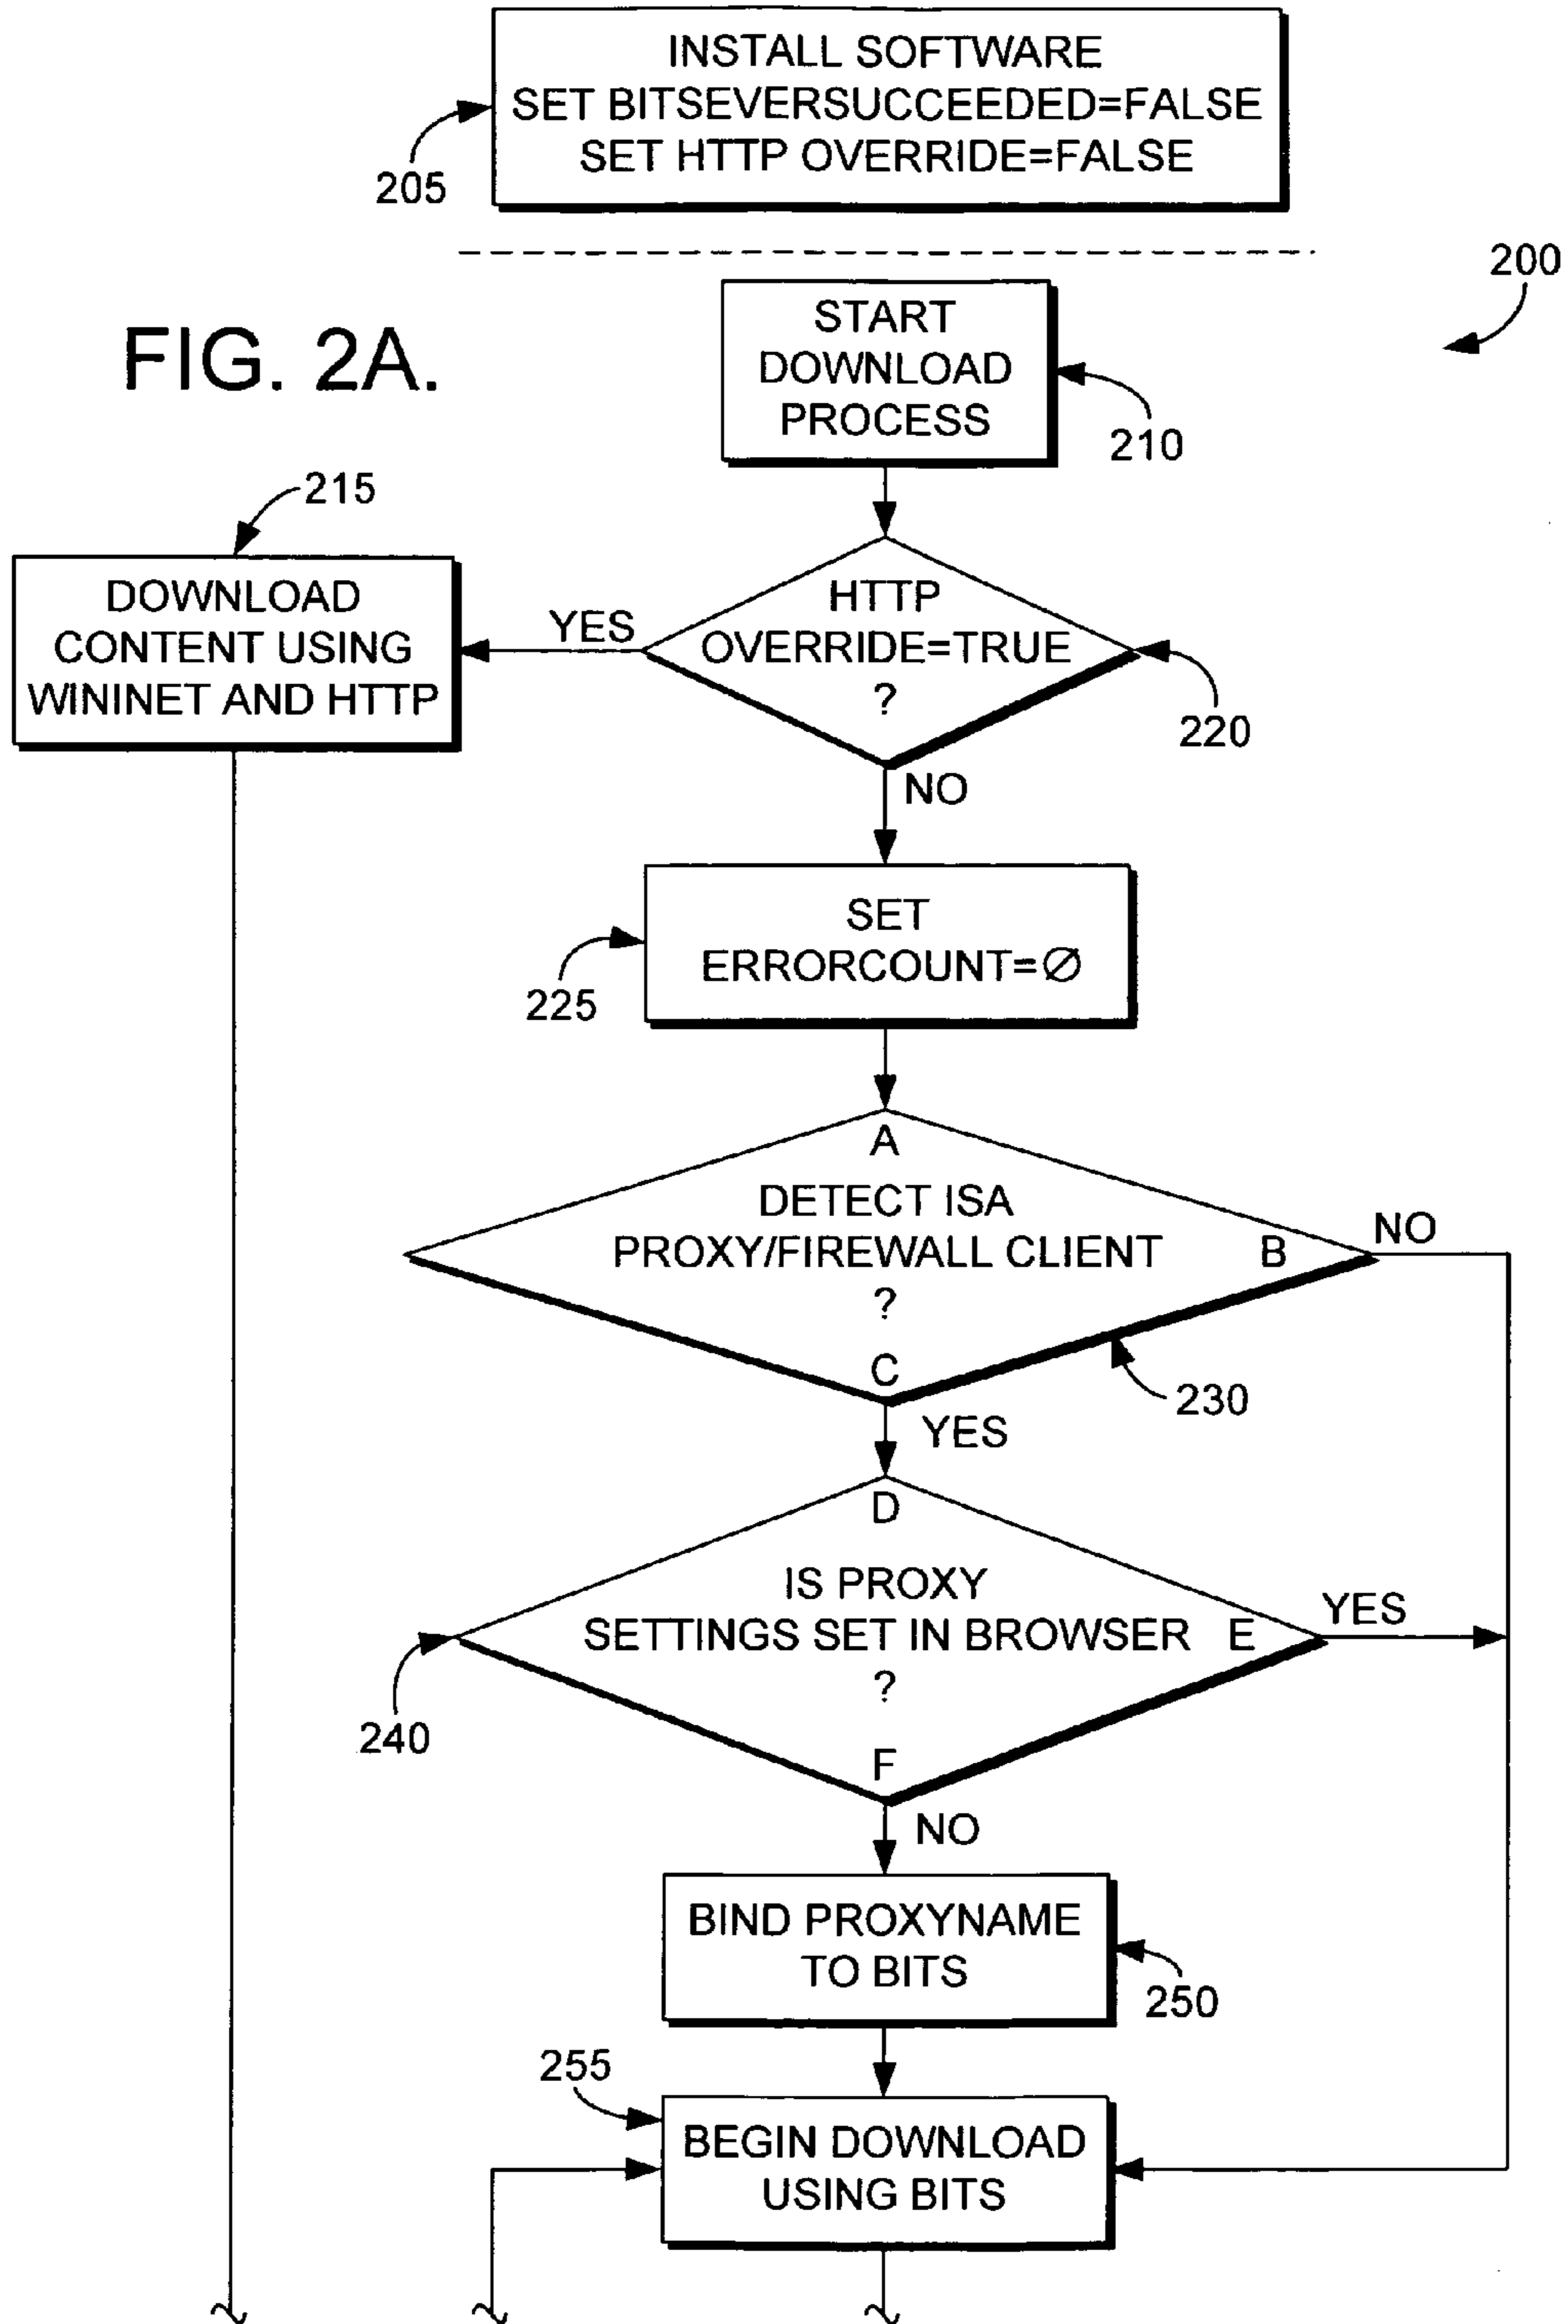 INSTALL SOFTWARE
SET BITSEVERSUCCEEDED=FALSE
SET HTTP OVERRIDE=FALSE
205
200
FIG. 2A.
START
DOWNLOAD
PROCESS
210
215
DOWNLOAD
CONTENT USING
WININET AND HTTP
YES
HTTP
OVERRIDE=TRUE
?
220
NO
SET
ERRORCOUNT=∅
225
A
DETECT ISA
PROXY/FIREWALL CLIENT
?
B
NO
C
230
YES
D
IS PROXY
SETTINGS SET IN BROWSER
?
E
YES
240
F
NO
BIND PROXYNAME
TO BITS
250
255
BEGIN DOWNLOAD
USING BITS